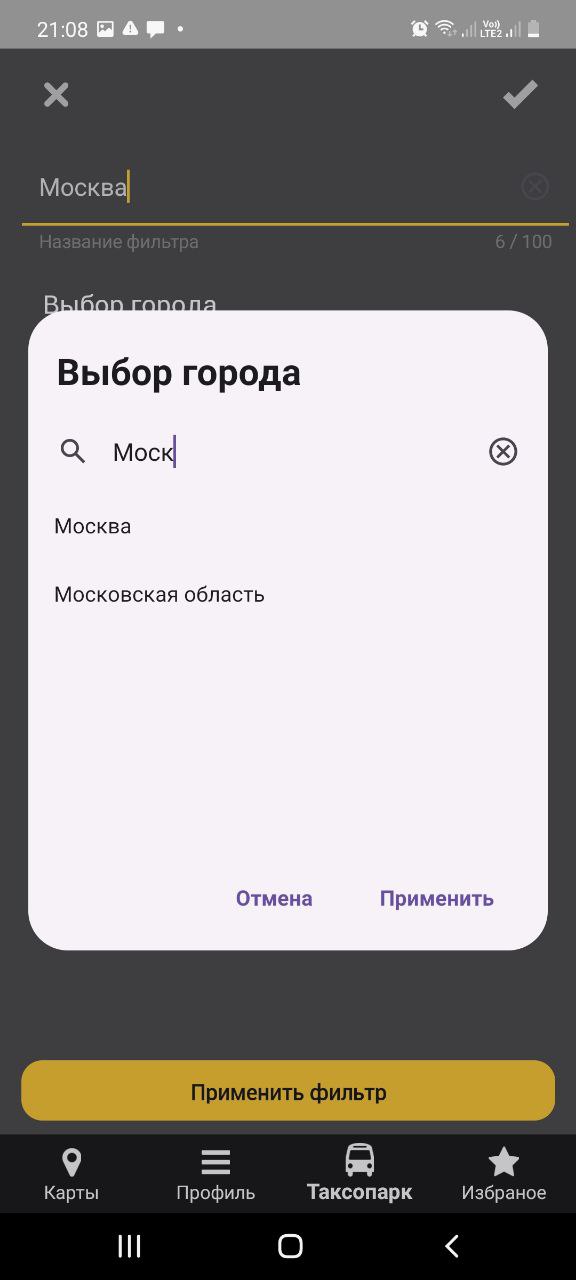 21:08
Vo))
LTE2
Москва
Название фильтра
6 / 100
Выбор города
Выбор города
Моск
Москва
Московская область
Отмена
Применить
Применить фильтр
Карты
Профиль
Таксопарк
Избраное